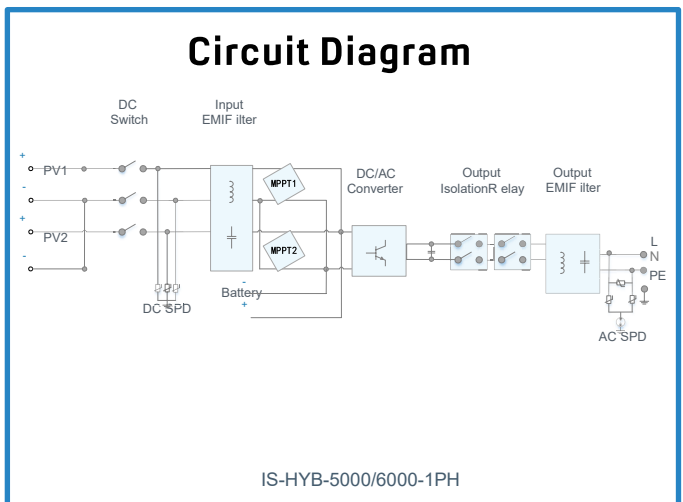 Circuit Diagram
DC
Switch
Input
EMIF ilter
+
PV1
-
+
PV2
-
MPPT1
MPPT2
DC/AC
Converter
Output
IsolationR elay
Output
EMIF ilter
L
N
PE
-
Battery
+
DC SPD
AC SPD
IS-HYB-5000/6000-1PH